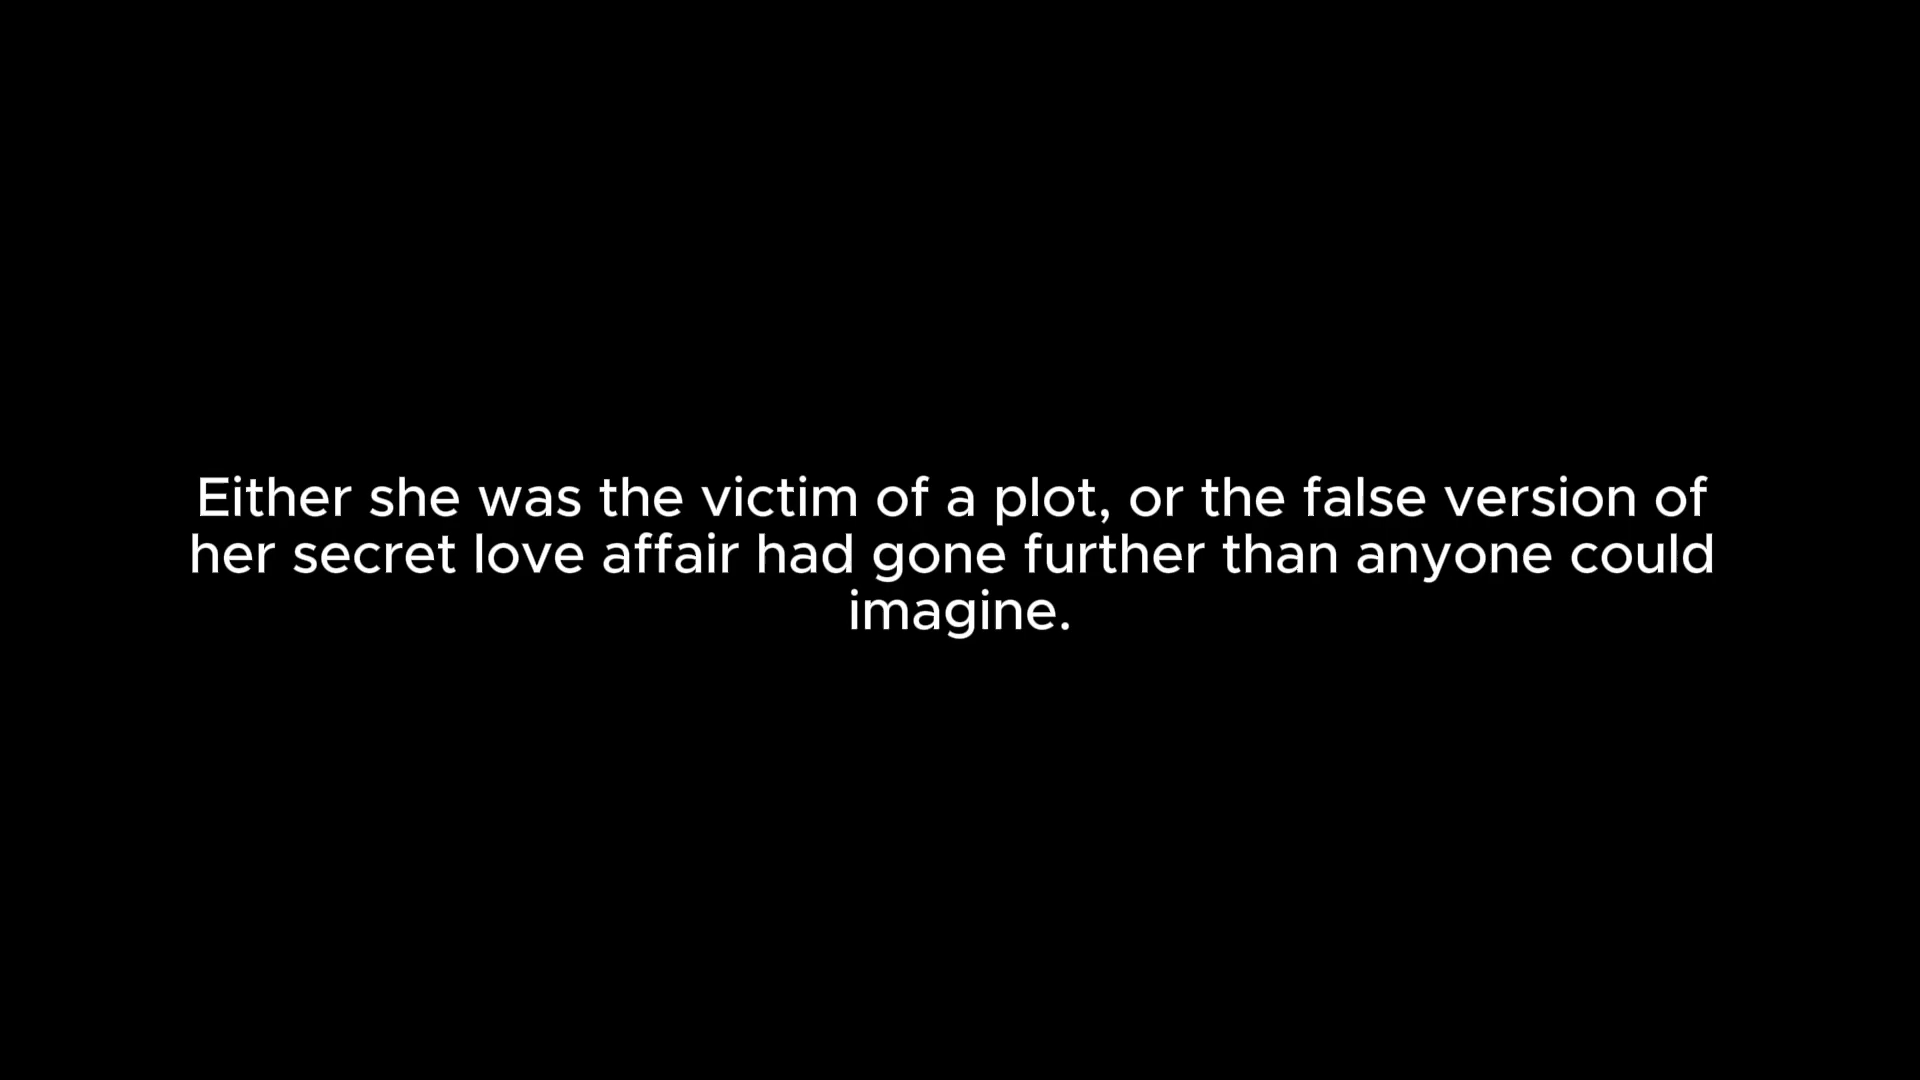 Either she was the victim of a plot, or the false version of
her secret love affair had gone further than anyone could
imagine.